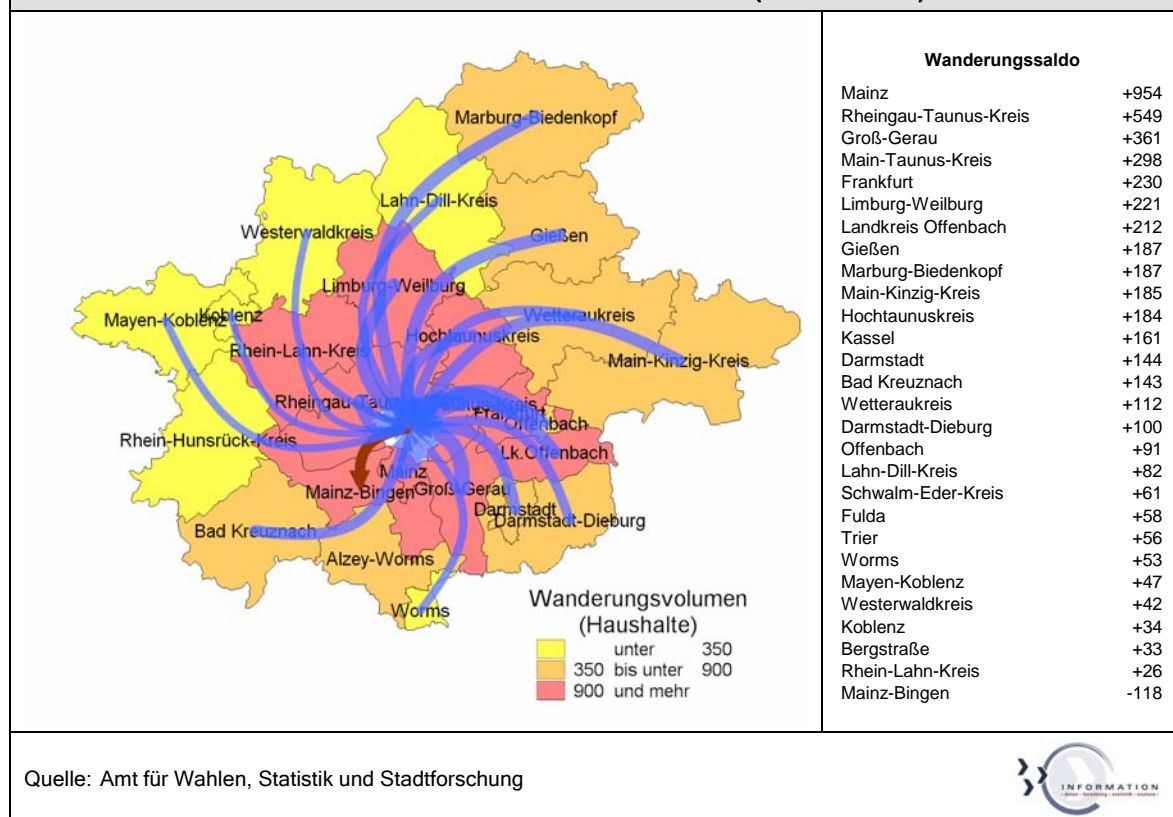 Wanderungssaldo
Mainz +954
Rheingau-Taunus-Kreis +549
Groß-Gerau +361
Main-Taunus-Kreis +298
Frankfurt +230
Limburg-Weilburg +221
Landkreis Offenbach +212
Gießen +187
Marburg-Biedenkopf +187
Main-Kinzig-Kreis +185
Hochtaunuskreis +184
Kassel +161
Darmstadt +144
Bad Kreuznach +143
Wetteraukreis +112
Darmstadt-Dieburg +100
Offenbach +91
Lahn-Dill-Kreis +82
Schwalm-Eder-Kreis +61
Fulda +58
Trier +56
Worms +53
Mayen-Koblenz +47
Westerwaldkreis +42
Koblenz +34
Bergstraße +33
Rhein-Lahn-Kreis +26
Mainz-Bingen -118
Marburg-Biedenkopf
Lahn-Dill-Kreis
Westerwaldkreis
Gießen
Limburg-Weilburg
Mayen-Koblenz
Koblenz
Wetteraukreis
Hochtaunuskreis
Rhein-Lahn-Kreis
Main-Kinzig-Kreis
Rheingau-Tau
Frankfurt
Offenbach
Rhein-Hunsrück-Kreis
Lk.Offenbach
Mainz
Mainz-Bingen
Groß-Gerau
Darmstadt
Darmstadt-Dieburg
Bad Kreuznach
Alzey-Worms
Worms
Wanderungsvolumen
(Haushalte)
unter 350
350 bis unter 900
900 und mehr
Quelle: Amt für Wahlen, Statistik und Stadtforschung
INFORMATION